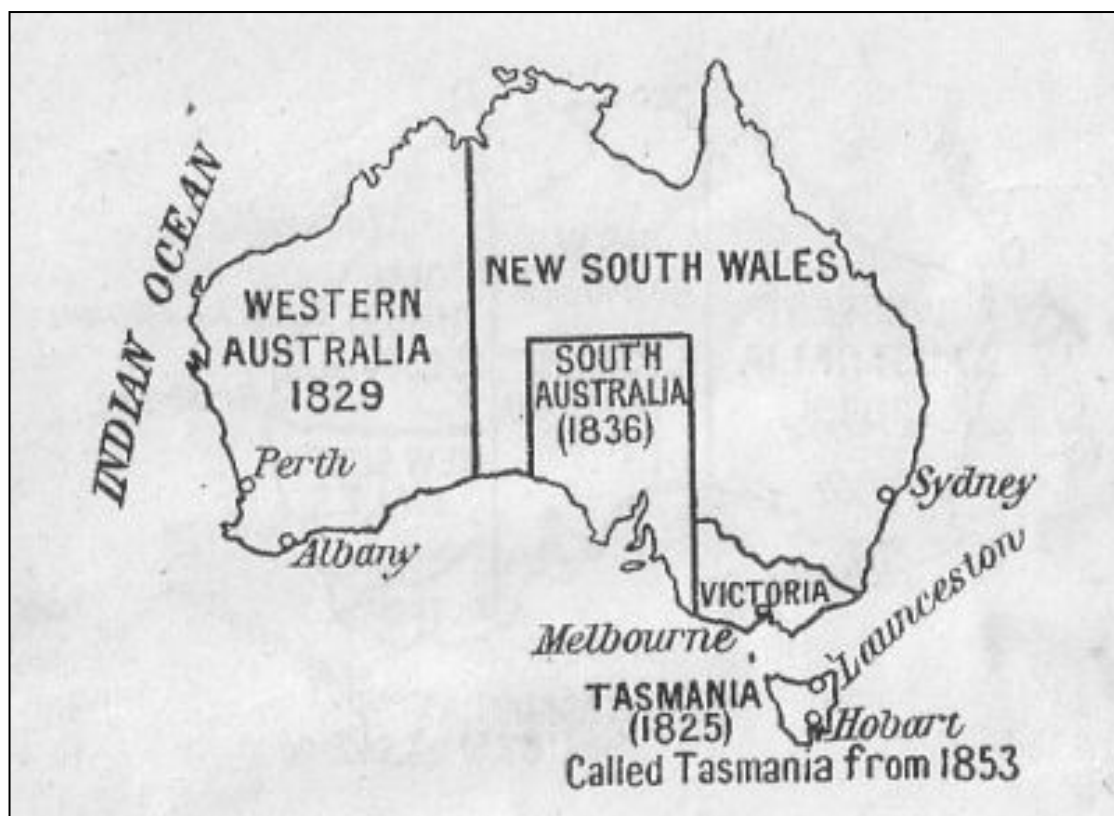 INDIAN OCEAN
NEW SOUTH WALES
WESTERN
AUSTRALIA
1829
SOUTH
AUSTRALIA
(1836)
Perth
Sydney
Albany
VICTORIA
Melbourne
Launceston
TASMANIA
(1825)
Hobart
Called Tasmania from 1853